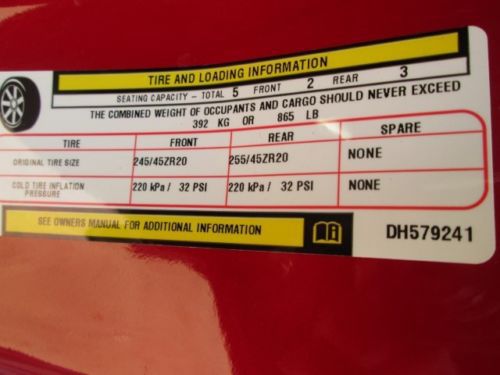 TIRE AND LOADING INFORMATION
SEATING CAPACITY - TOTAL 5 FRONT 2 REAR 3
THE COMBINED WEIGHT OF OCCUPANTS AND CARGO SHOULD NEVER EXCEED
392 KG OR 865 LB
TIRE FRONT REAR SPARE
ORIGINAL TIRE SIZE 245/45ZR20 255/45ZR20 NONE
COLD TIRE INFLATION PRESSURE 220 kPa / 32 PSI 220 kPa / 32 PSI NONE
SEE OWNERS MANUAL FOR ADDITIONAL INFORMATION DH579241